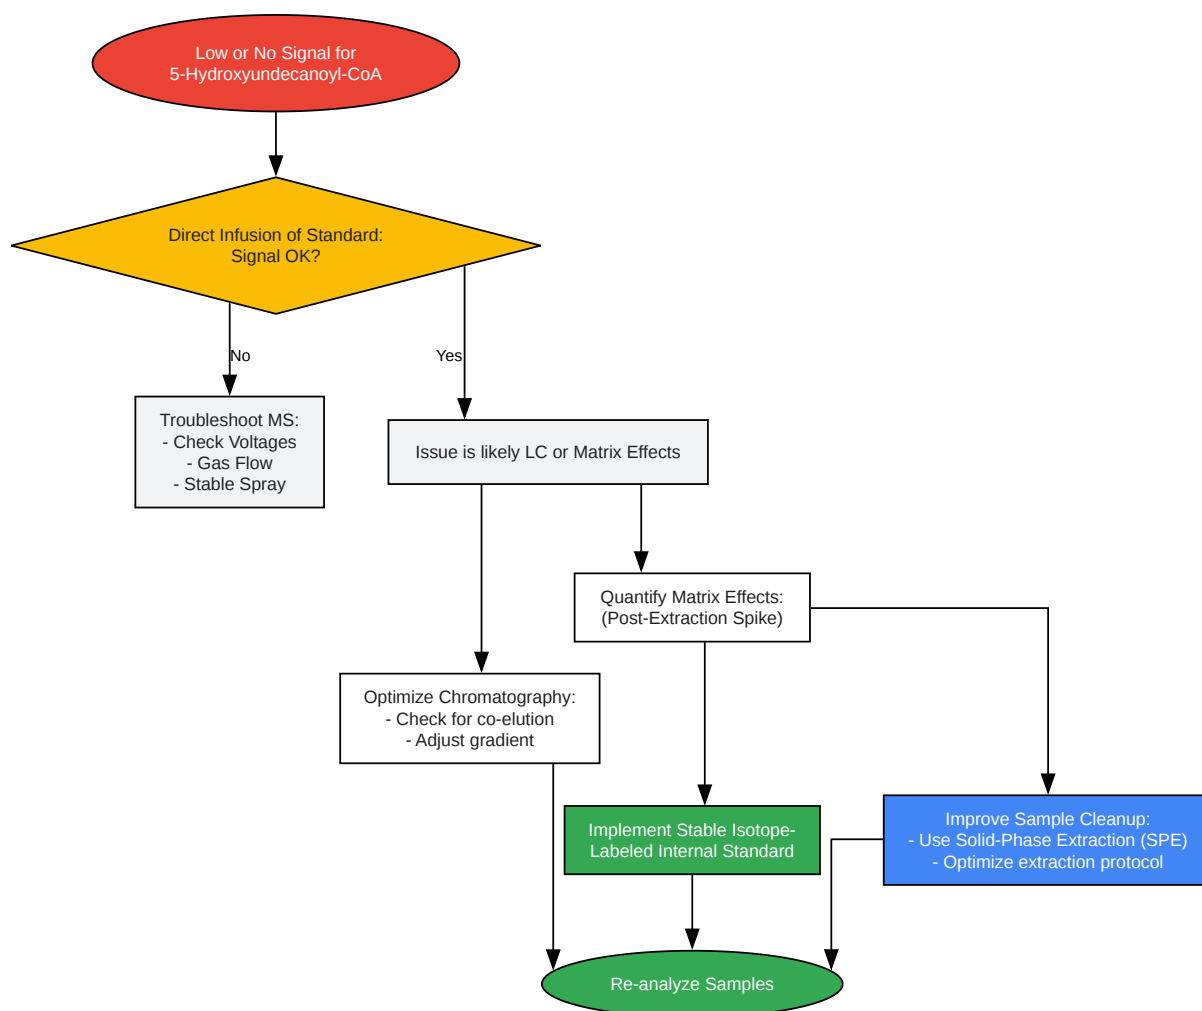 Low or No Signal for
5-Hydroxyundecanoyl-CoA
Direct Infusion of Standard:
Signal OK?
No
Yes
Troubleshoot MS:
- Check Voltages
- Gas Flow
- Stable Spray
Issue is likely LC or Matrix Effects
Quantify Matrix Effects:
(Post-Extraction Spike)
Optimize Chromatography:
- Check for co-elution
- Adjust gradient
Implement Stable Isotope-
Labeled Internal Standard
Improve Sample Cleanup:
- Use Solid-Phase Extraction (SPE)
- Optimize extraction protocol
Re-analyze Samples